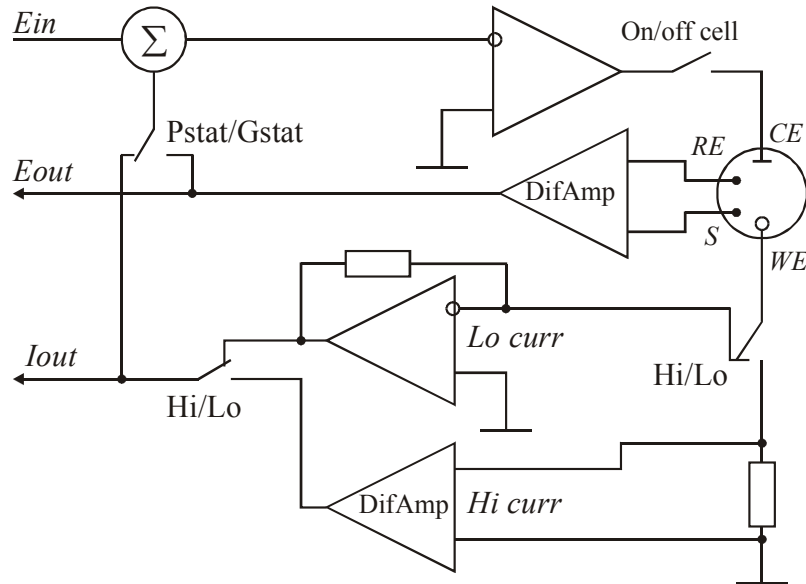 Ein
Σ
On/off cell
Pstat/Gstat
CE
RE
Eout
DifAmp
S
WE
Lo curr
Iout
Hi/Lo
Hi/Lo
DifAmp
Hi curr